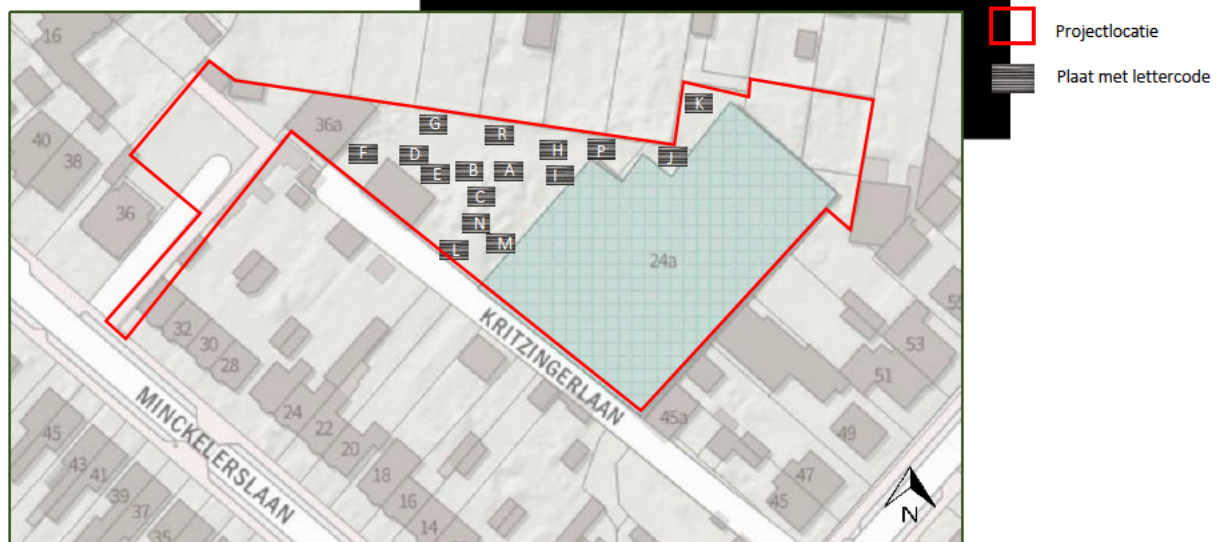 Projectlocatie
Plaat met lettercode
16
36a
40
38
36
G
R
K
F
D
H
P
J
E
B
A
I
C
N
L
M
24a
KRITZINGERLAAN
MINCKELERSLAAN
32
30
28
24
22
20
18
16
14
45
43
41
39
37
35
45a
53
51
49
47
45
N